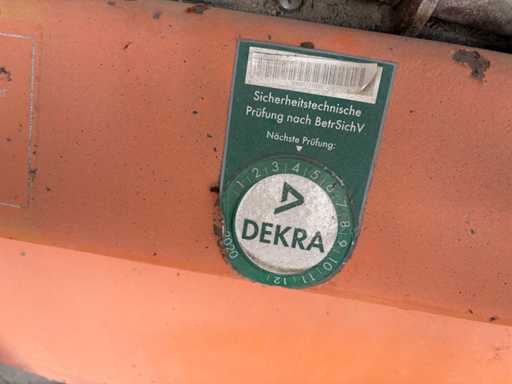 Sicherheitstechnische
Prüfung nach BetrSichV
Nächste Prüfung:
1 2 3 4 5 6 7 8 9 10 11 12
2020
DEKRA